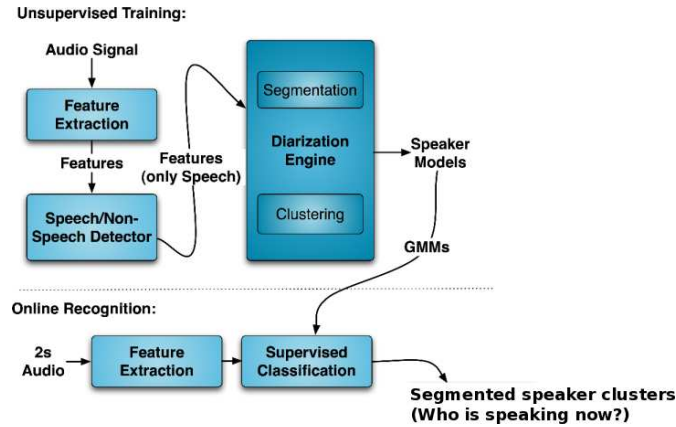 Unsupervised Training:
Audio Signal
Feature
Extraction
Features
Speech/Non-
Speech Detector
Features
(only Speech)
Segmentation
Diarization
Engine
Clustering
Speaker
Models
GMMs
Online Recognition:
2s
Audio
Feature
Extraction
Supervised
Classification
Segmented speaker clusters
(Who is speaking now?)